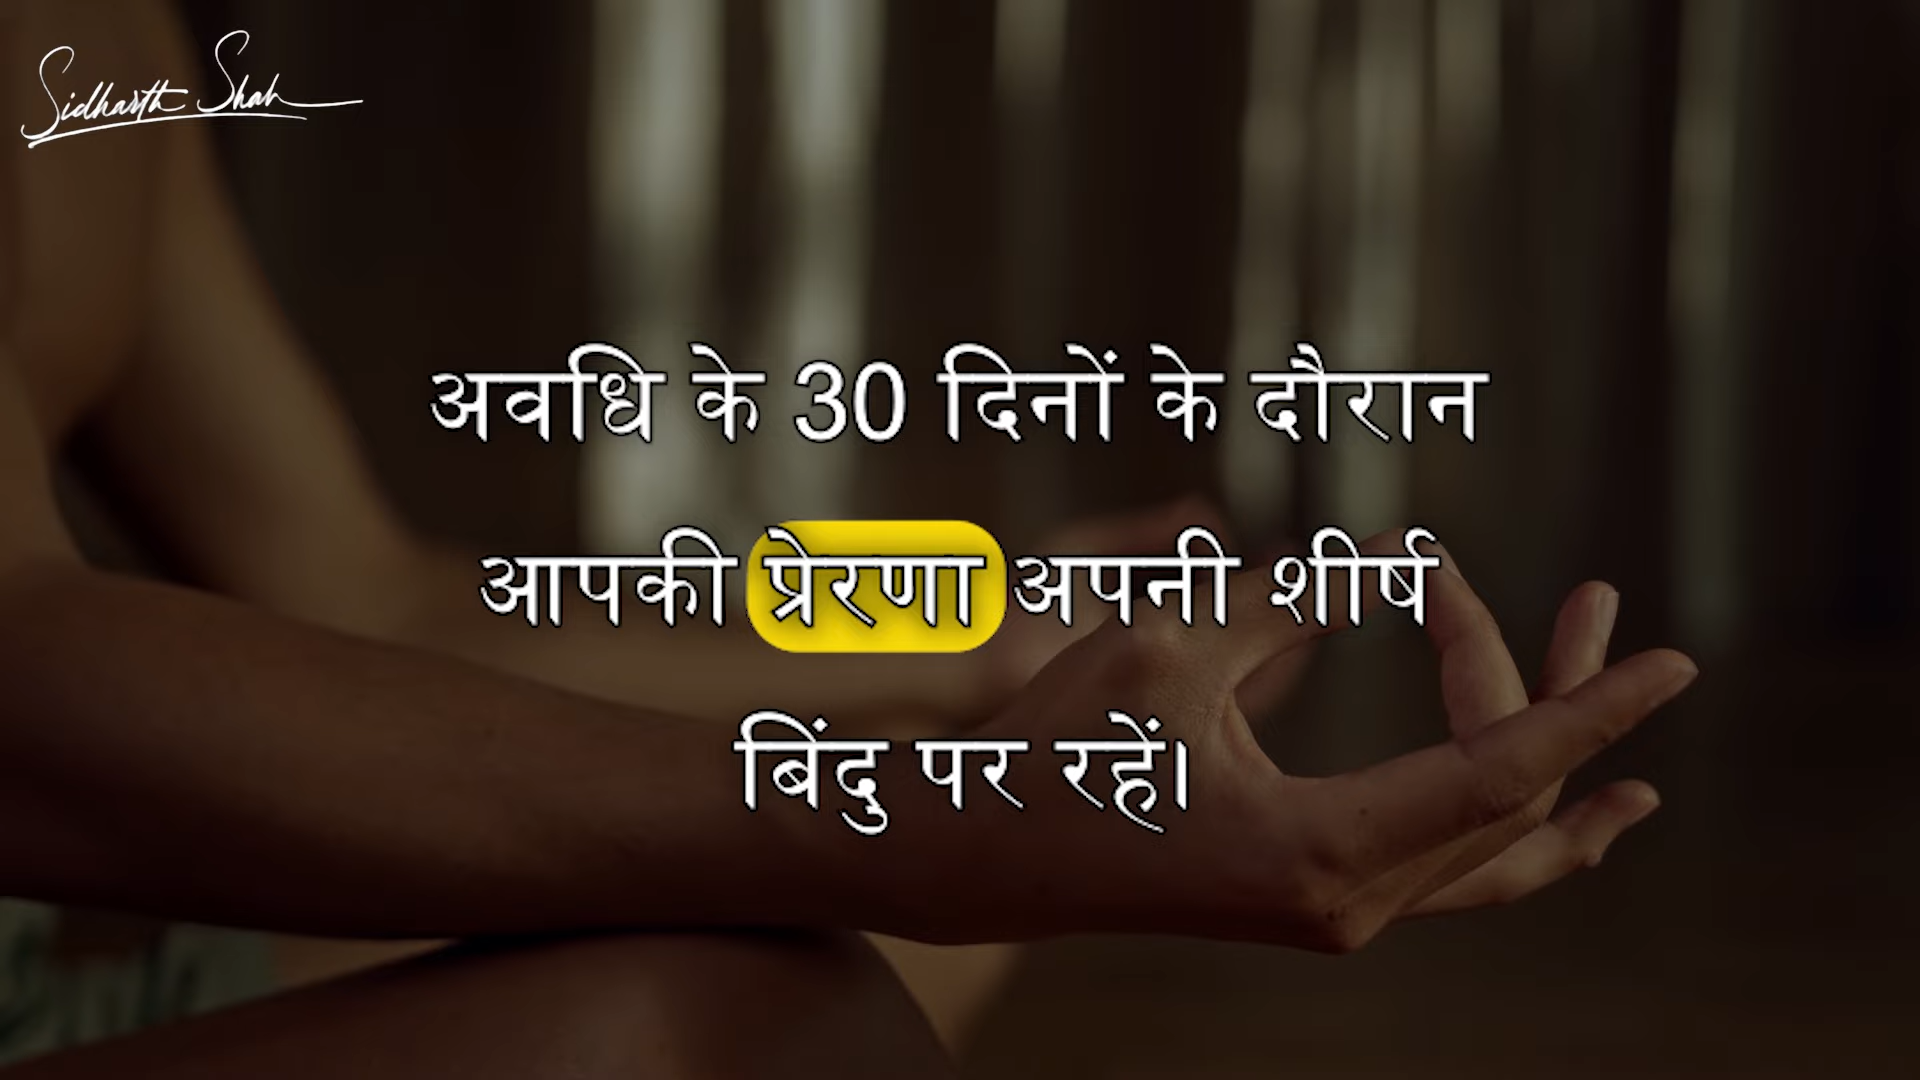 Sidharth Shah
अवधि के 30 दिनों के दौरान
आपकी प्रेरणा अपनी शीर्ष
बिंदु पर रहें।